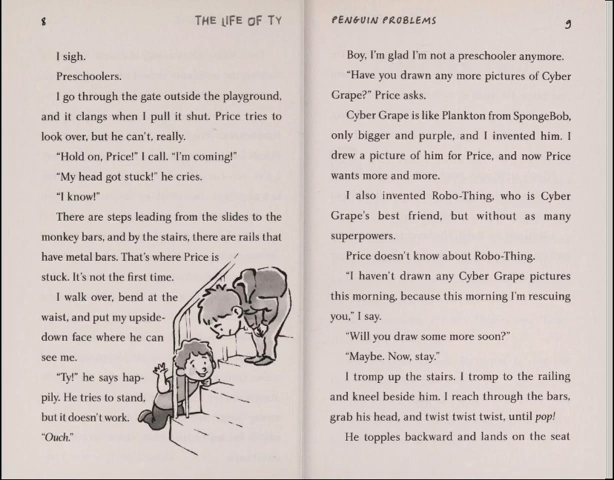 8
THE LIFE OF TY
I sigh.
Preschoolers.
I go through the gate outside the playground,
and it clangs when I pull it shut. Price tries to
look over, but he can't, really.
"Hold on, Price!" I call. "I'm coming!"
"My head got stuck!" he cries.
"I know!"
There are steps leading from the slides to the
monkey bars, and by the stairs, there are rails that
have metal bars. That's where Price is
stuck. It's not the first time.
I walk over, bend at the
waist, and put my upside-
down face where he can
see me.
"Ty!" he says hap-
pily. He tries to stand,
but it doesn't work.
"Ouch."
PENGUIN PROBLEMS
9
Boy, I'm glad I'm not a preschooler anymore.
"Have you drawn any more pictures of Cyber
Grape?" Price asks.
Cyber Grape is like Plankton from SpongeBob,
only bigger and purple, and I invented him. I
drew a picture of him for Price, and now Price
wants more and more.
I also invented Robo-Thing, who is Cyber
Grape's best friend, but without as many
superpowers.
Price doesn't know about Robo-Thing.
"I haven't drawn any Cyber Grape pictures
this morning, because this morning I'm rescuing
you," I say.
"Will you draw some more soon?"
"Maybe. Now, stay."
I tromp up the stairs. I tromp to the railing
and kneel beside him. I reach through the bars,
grab his head, and twist twist twist, until pop!
He topples backward and lands on the seat